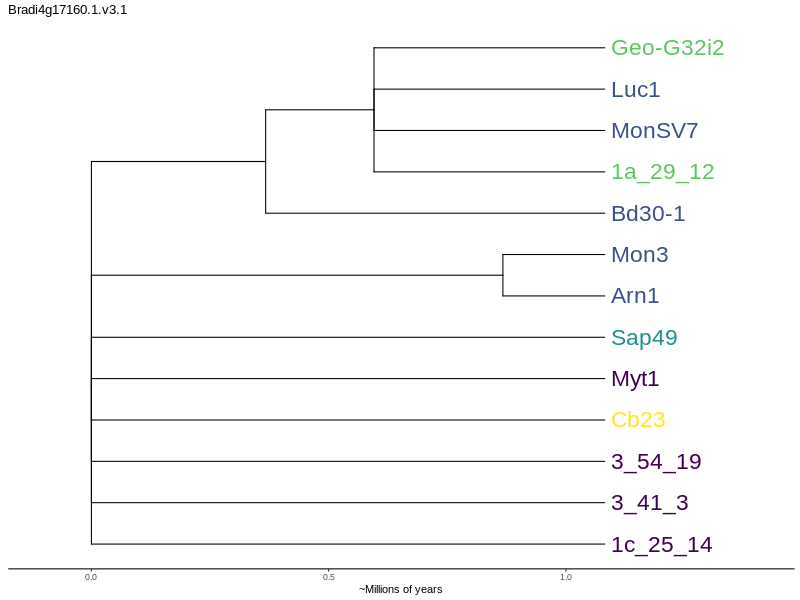 Bradi4g17160.1.v3.1
Geo-G32i2
Luc1
MonSV7
1a_29_12
Bd30-1
Mon3
Arn1
Sap49
Myt1
Cb23
3_54_19
3_41_3
1c_25_14
0.0 0.5 1.0
~Millions of years